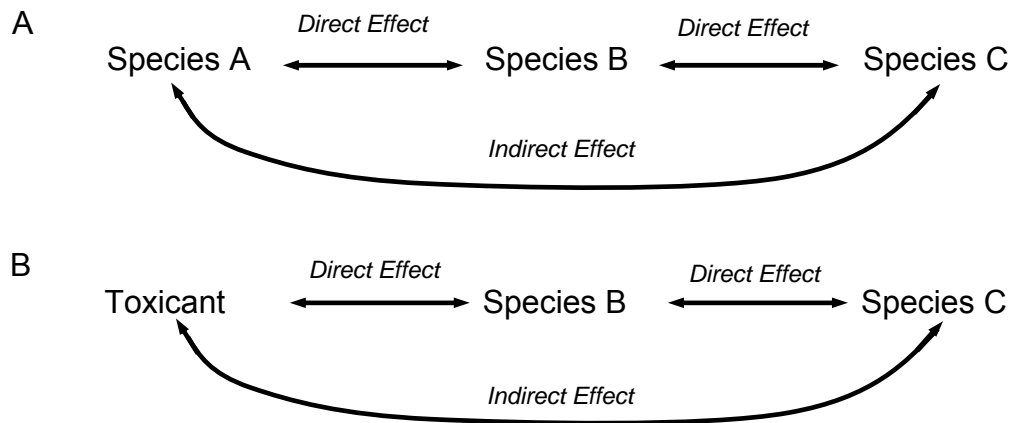 A
Direct Effect Direct Effect
Species A Species B Species C
Indirect Effect
B
Direct Effect Direct Effect
Toxicant Species B Species C
Indirect Effect